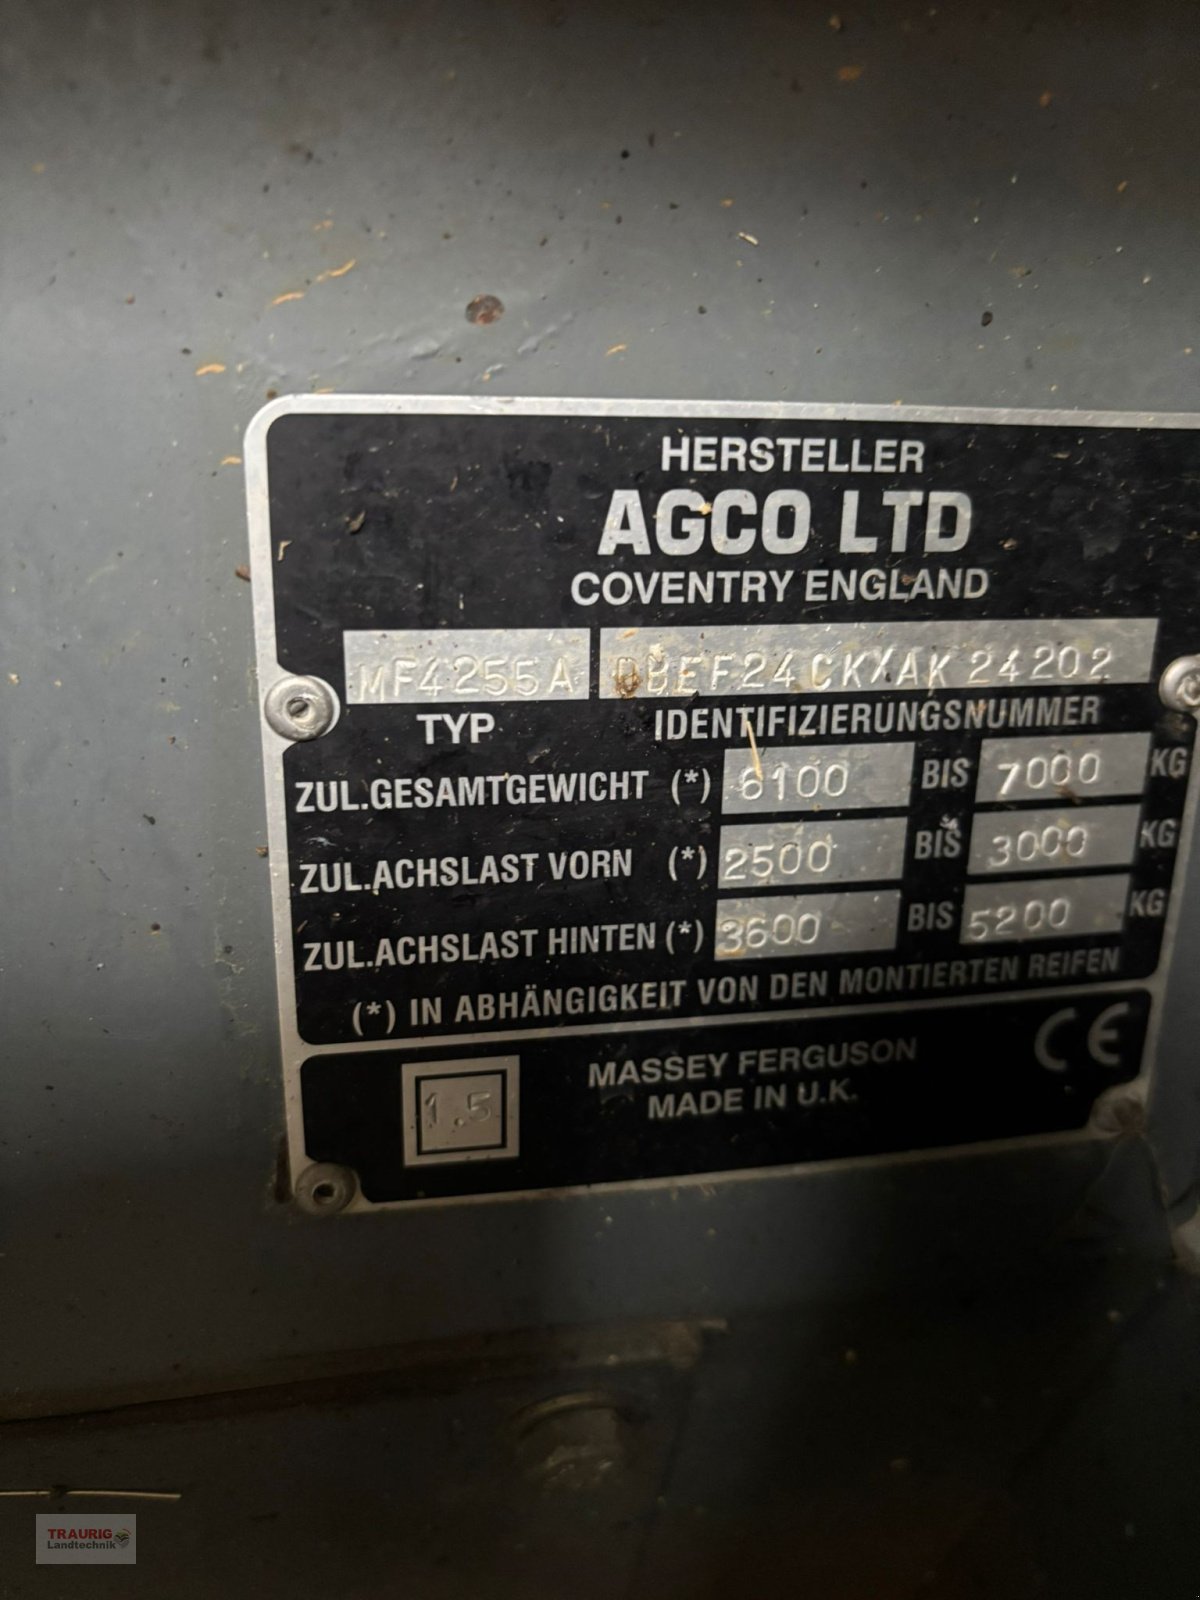 HERSTELLER
AGCO LTD
COVENTRY ENGLAND
MF4255A DBEF24CKXAK24202
TYP IDENTIFIZIERUNGSNUMMER
ZUL.GESAMTGEWICHT (*) 6100 BIS 7000 KG
ZUL.ACHSLAST VORN (*) 2500 BIS 3000 KG
ZUL.ACHSLAST HINTEN (*) 3600 BIS 5200 KG
(*) IN ABHÄNGIGKEIT VON DEN MONTIERTEN REIFEN
1.5
MASSEY FERGUSON
MADE IN U.K.
CE
TRAURIG
Landtechnik